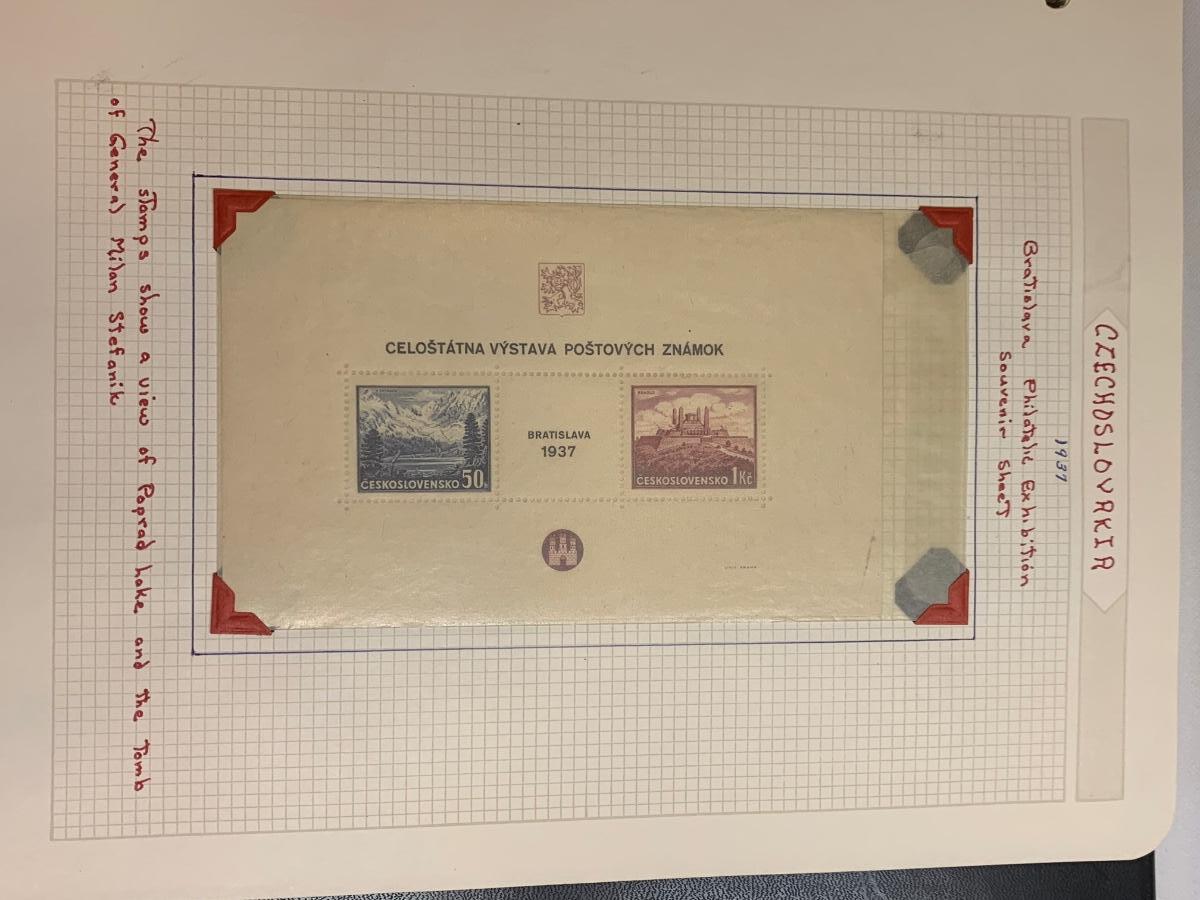 CZECHOSLOVAKIA
1937
Bratislava Philatelic Exhibition
Souvenir Sheet
CELOŠTÁTNA VÝSTAVA POŠTOVÝCH ZNÁMOK
ČESKOSLOVENSKO 50h
BRATISLAVA
1937
BRADLO
ČESKOSLOVENSKO 1Kč
The stamps show a view of Poprad Lake and the Tomb
of General Milan Stefanik